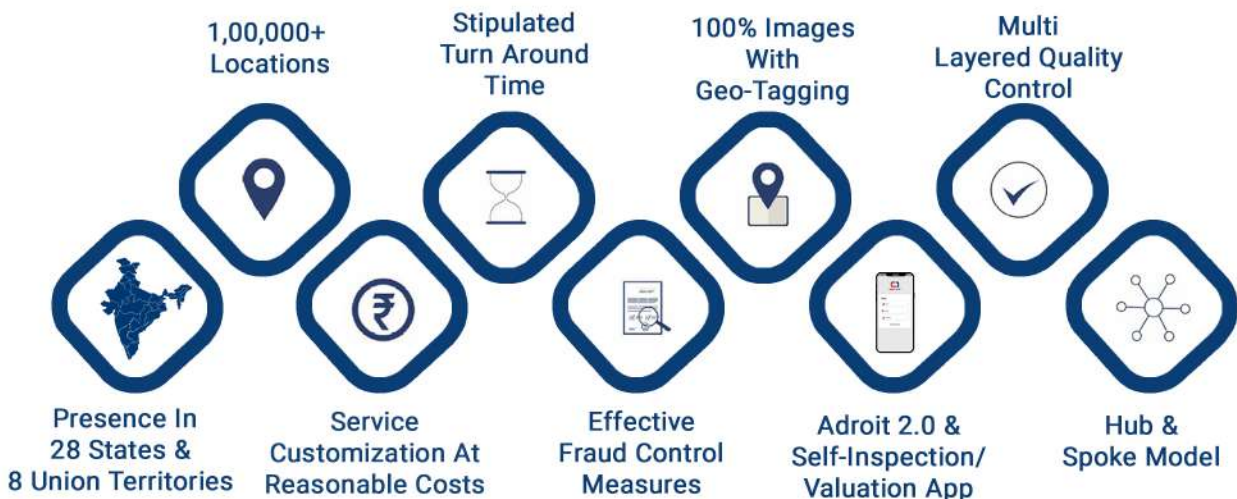 1,00,000+
Locations
Stipulated
Turn Around
Time
100% Images
With
Geo-Tagging
Multi
Layered Quality
Control
₹
Presence In
28 States &
8 Union Territories
Service
Customization At
Reasonable Costs
Effective
Fraud Control
Measures
Adroit 2.0 &
Self-Inspection/
Valuation App
Hub &
Spoke Model